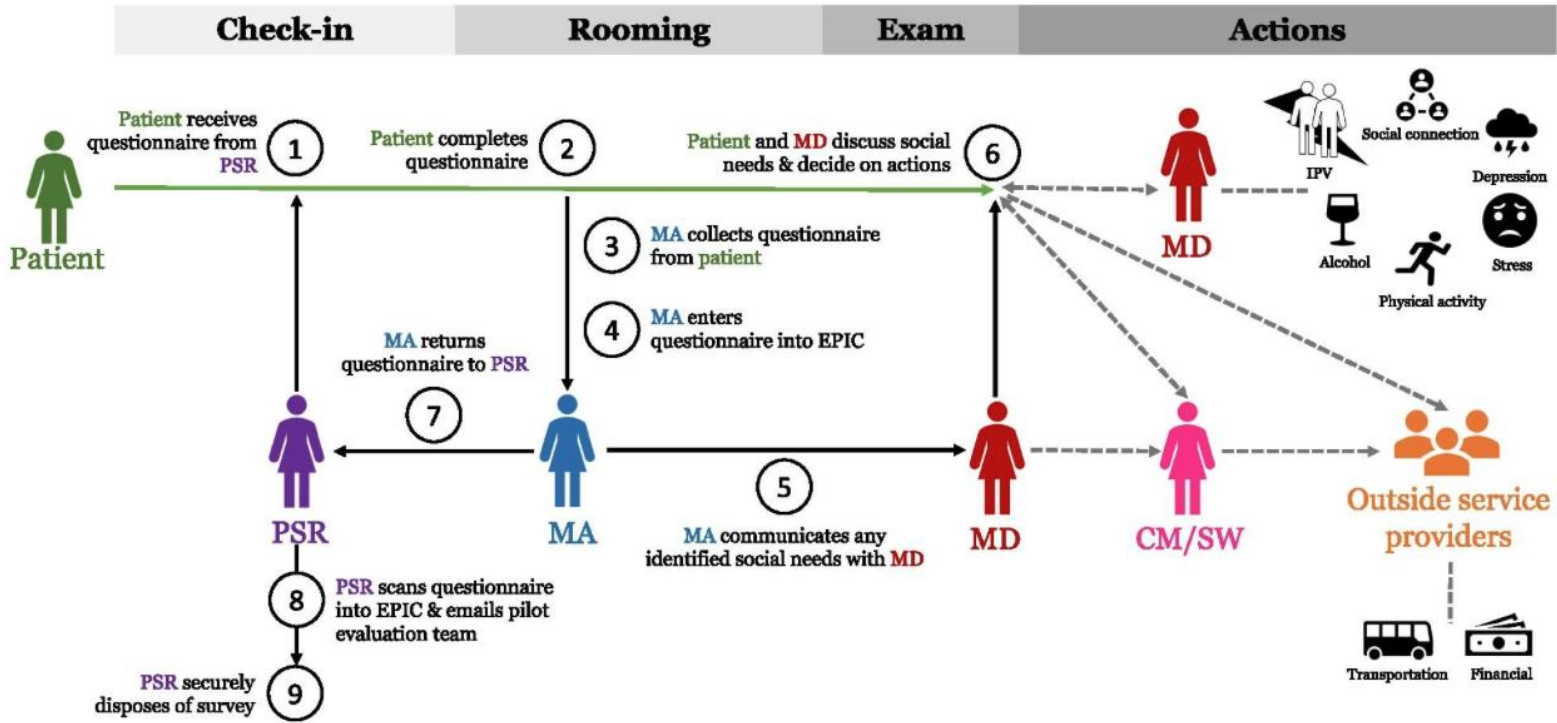 Check-in
Rooming
Exam
Actions
Patient receives
questionnaire from
PSR
1
Patient completes
questionnaire
2
Patient and MD discuss social
needs & decide on actions
6
Patient
3
MA collects questionnaire
from patient
4
MA enters
questionnaire into EPIC
MA returns
questionnaire to PSR
7
MD
IPV
Social connection
Depression
Alcohol
Physical activity
Stress
PSR
MA
5
MA communicates any
identified social needs with MD
MD
CM/SW
Outside service
providers
8
PSR scans questionnaire
into EPIC & emails pilot
evaluation team
PSR securely
disposes of survey
9
Transportation
Financial